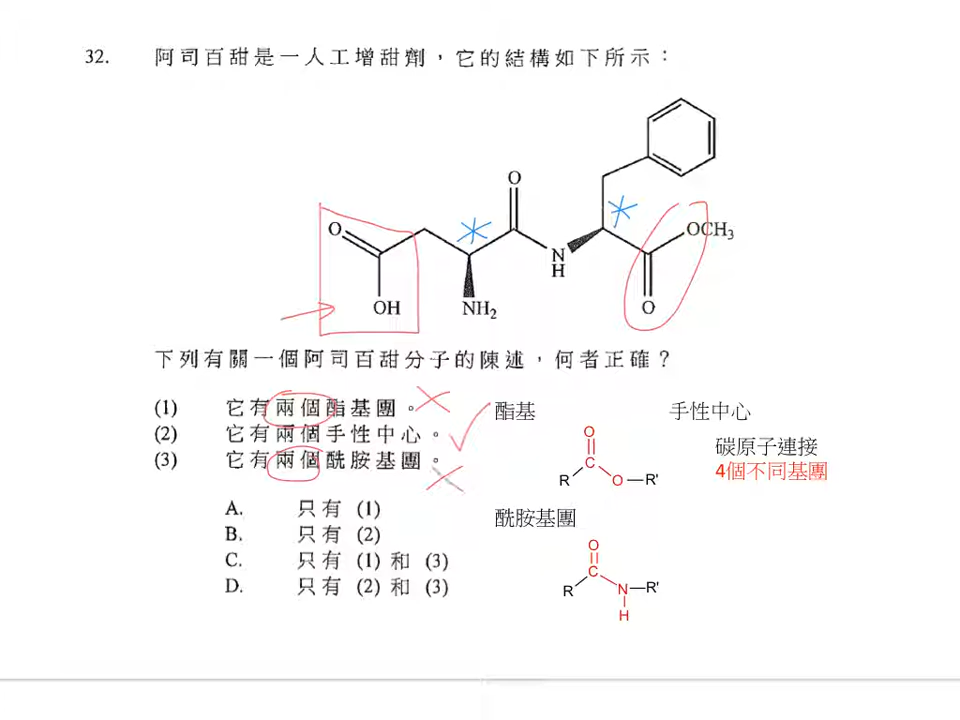 32. 阿司百甜是一人工增甜劑，它的結構如下所示：
O
O
OCH3
N
H
OH
NH2
O
下列有關一個阿司百甜分子的陳述，何者正確？
(1) 它有兩個酯基團。
(2) 它有兩個手性中心。
(3) 它有兩個酰胺基團。
A. 只有 (1)
B. 只有 (2)
C. 只有 (1) 和 (3)
D. 只有 (2) 和 (3)
酯基
O
C
R
O
R'
手性中心
碳原子連接
4個不同基團
酰胺基團
O
C
R
N
R'
H